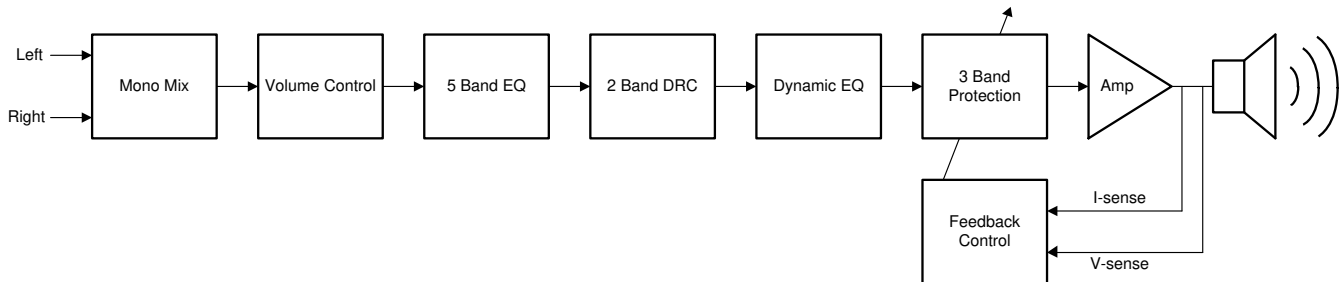 Left
Right
Mono Mix
Volume Control
5 Band EQ
2 Band DRC
Dynamic EQ
3 Band
Protection
Amp
I-sense
Feedback
Control
V-sense